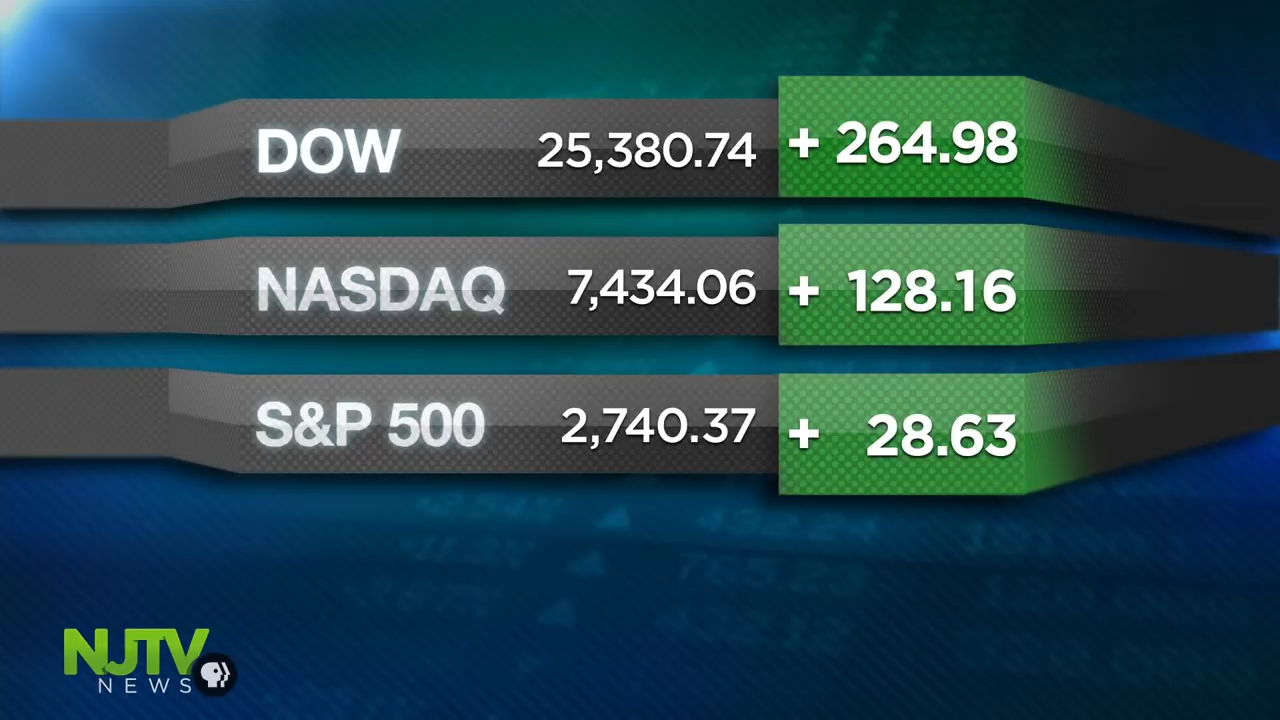 DOW 25,380.74 + 264.98
NASDAQ 7,434.06 + 128.16
S&P 500 2,740.37 + 28.63
NJTV
NEWS